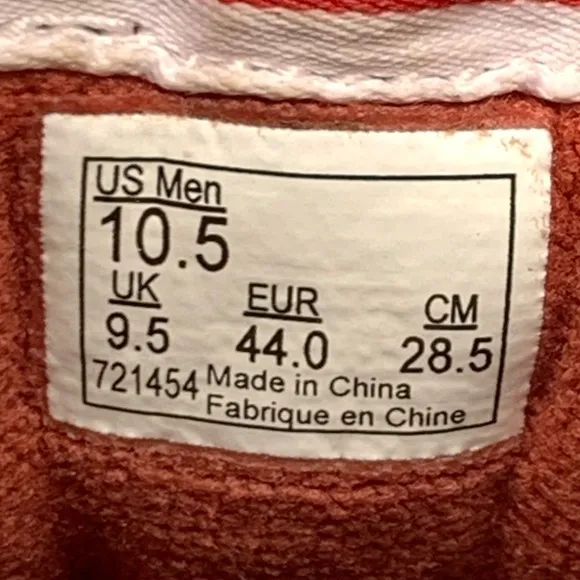 US Men
10.5
UK EUR CM
9.5 44.0 28.5
721454 Made in China
Fabrique en Chine